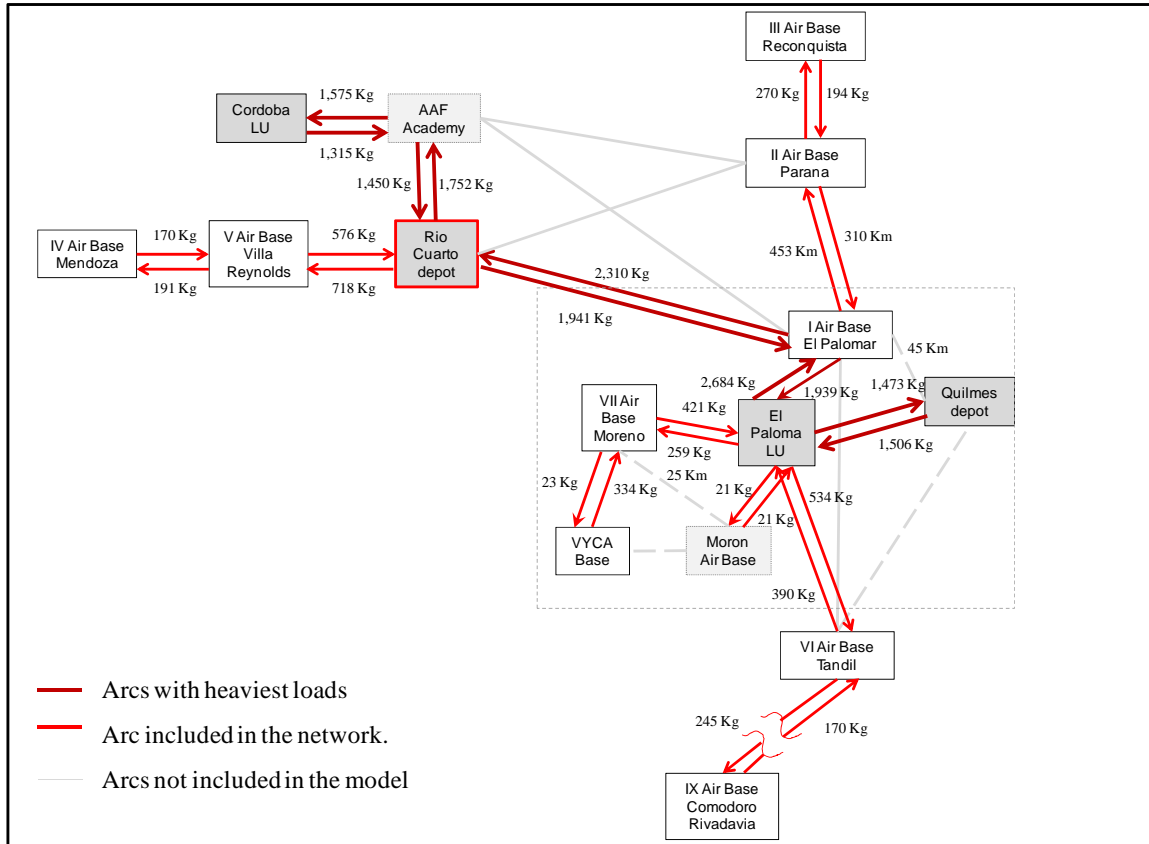 III Air Base
Reconquista
270 Kg
194 Kg
1,575 Kg
Cordoba
LU
AAF
Academy
1,315 Kg
II Air Base
Parana
1,450 Kg
1,752 Kg
IV Air Base
Mendoza
170 Kg
191 Kg
V Air Base
Villa
Reynolds
576 Kg
718 Kg
Rio
Cuarto
depot
453 Km
310 Km
2,310 Kg
1,941 Kg
I Air Base
El Palomar
45 Km
2,684 Kg
1,939 Kg
1,473 Kg
Quilmes
depot
VII Air
Base
Moreno
421 Kg
259 Kg
El
Paloma
LU
1,506 Kg
25 Km
23 Kg
334 Kg
21 Kg
21 Kg
534 Kg
VYCA
Base
Moron
Air Base
390 Kg
VI Air Base
Tandil
Arcs with heaviest loads
Arc included in the network.
Arcs not included in the model
245 Kg
170 Kg
IX Air Base
Comodoro
Rivadavia